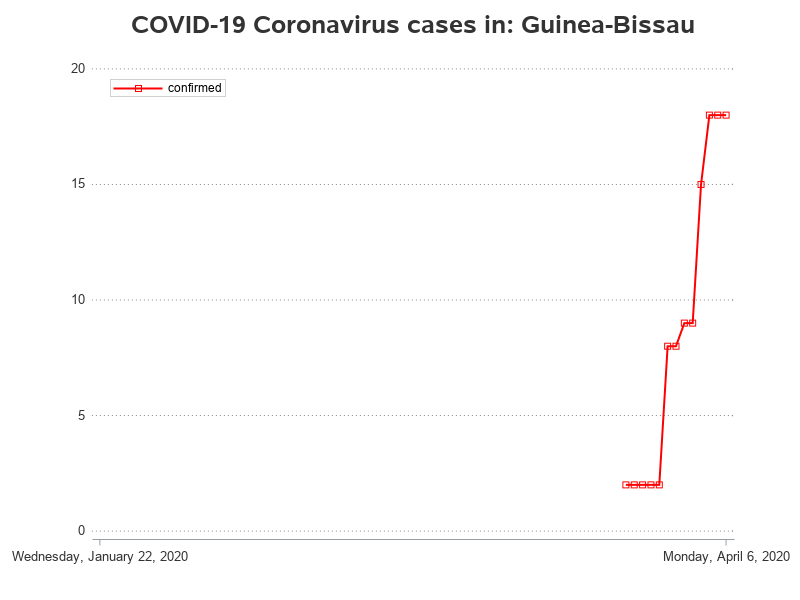 COVID-19 Coronavirus cases in: Guinea-Bissau
20
confirmed
15
10
5
0
Wednesday, January 22, 2020
Monday, April 6, 2020